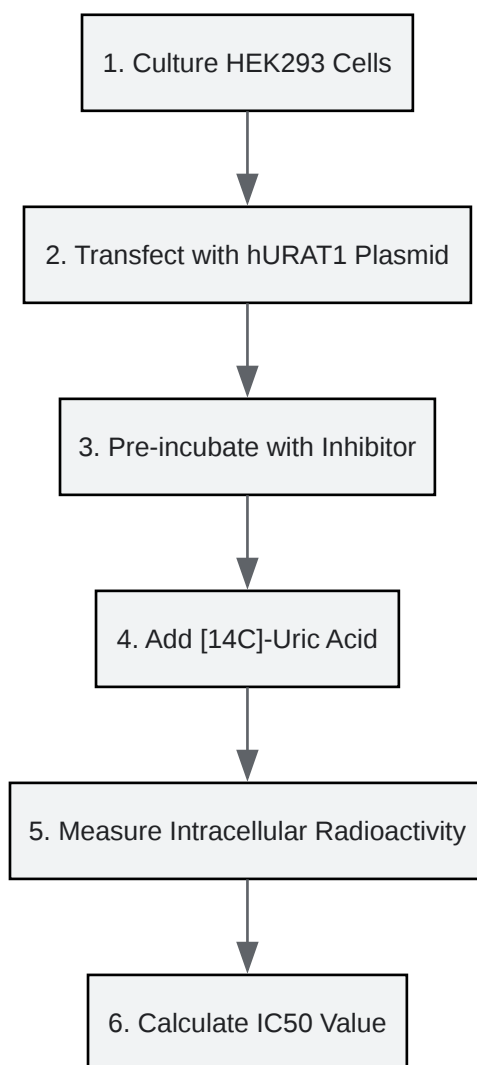 1. Culture HEK293 Cells
2. Transfect with hURAT1 Plasmid
3. Pre-incubate with Inhibitor
4. Add [14C]-Uric Acid
5. Measure Intracellular Radioactivity
6. Calculate IC50 Value